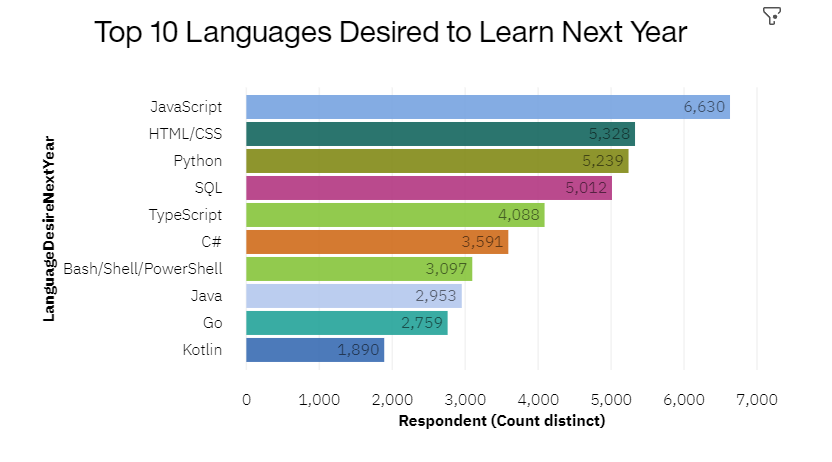 Top 10 Languages Desired to Learn Next Year
LanguageDesireNextYear
JavaScript 6,630
HTML/CSS 5,328
Python 5,239
SQL 5,012
TypeScript 4,088
C# 3,591
Bash/Shell/PowerShell 3,097
Java 2,953
Go 2,759
Kotlin 1,890
0 1,000 2,000 3,000 4,000 5,000 6,000 7,000
Respondent (Count distinct)